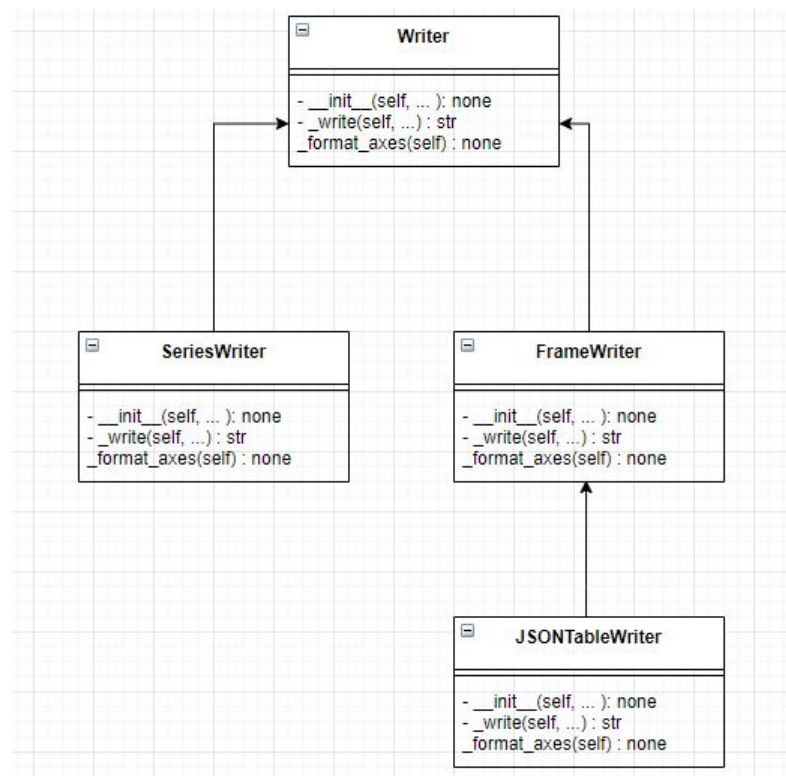 Writer
- __init__(self, ... ): none
- _write(self, ...) : str
_format_axes(self) : none
SeriesWriter
- __init__(self, ... ): none
- _write(self, ...) : str
_format_axes(self) : none
FrameWriter
- __init__(self, ... ): none
- _write(self, ...) : str
_format_axes(self) : none
JSONTableWriter
- __init__(self, ... ): none
- _write(self, ...) : str
_format_axes(self) : none